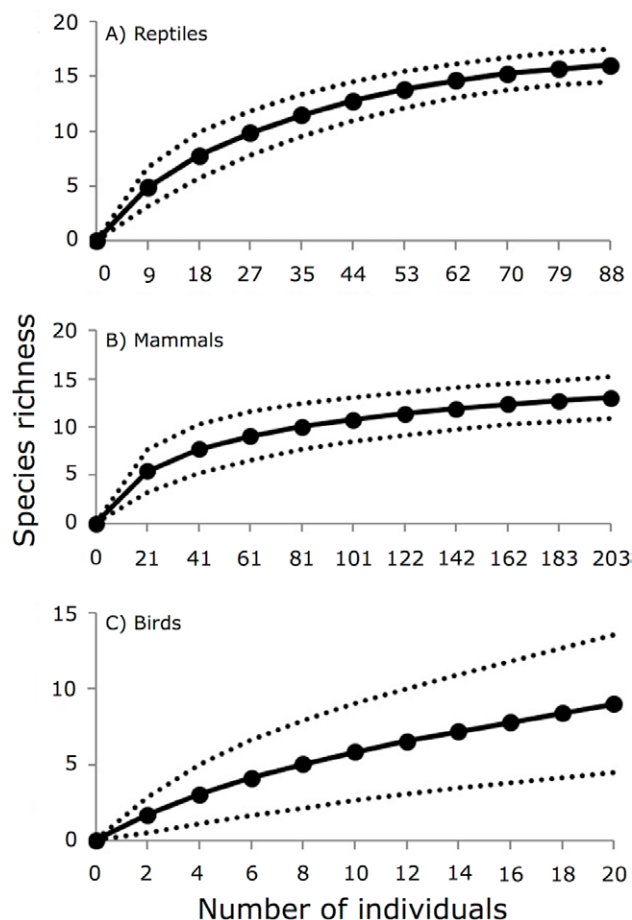 Species richness
A) Reptiles
20
15
10
5
0
0 9 18 27 35 44 53 62 70 79 88
B) Mammals
20
15
10
5
0
0 21 41 61 81 101 122 142 162 183 203
C) Birds
15
10
5
0
0 2 4 6 8 10 12 14 16 18 20
Number of individuals